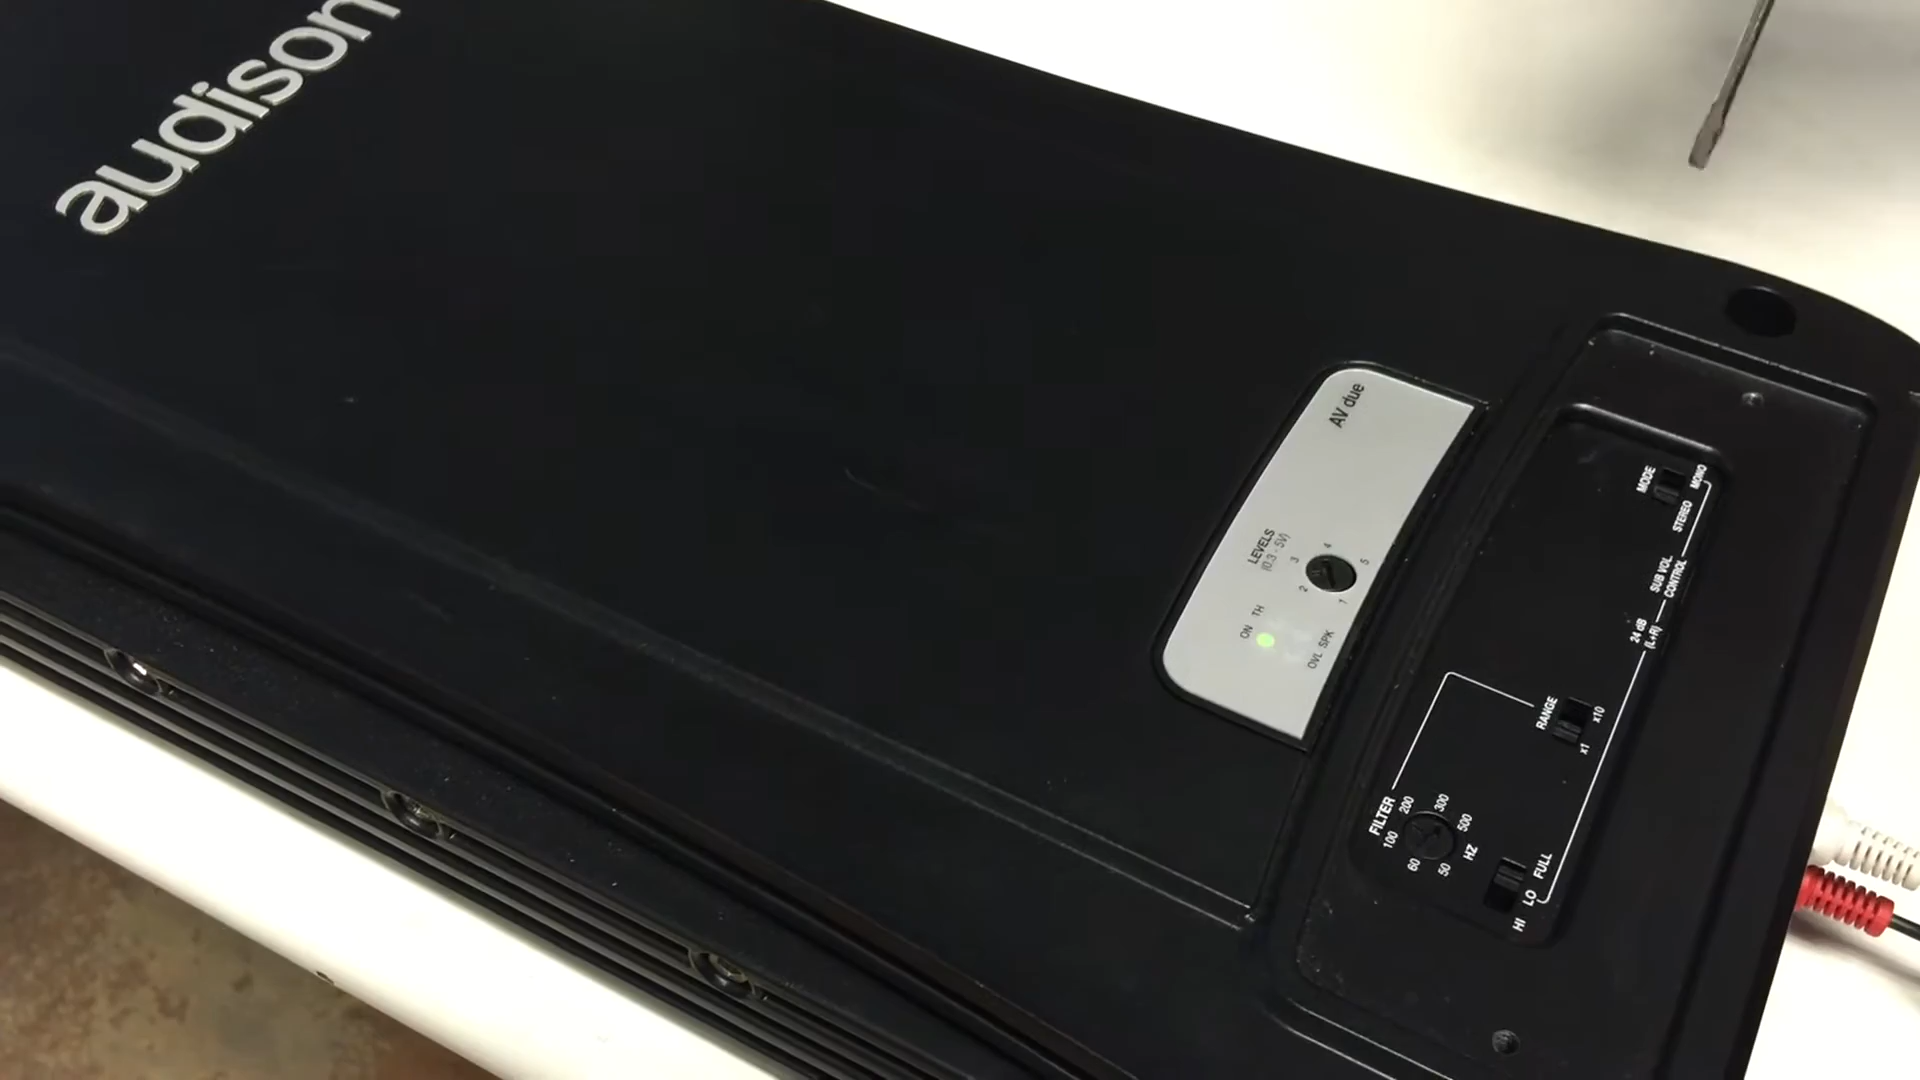 audison
AV due
LEVELS
(0.3 - 5V)
1
2
3
4
5
ON
TH
OVL
SPK
MODE
MONO
STEREO
SUB VOL
CONTROL
24 dB
(L+R)
RANGE
x10
x1
FILTER
50
60
100
200
300
500
HZ
FULL
LO
HI